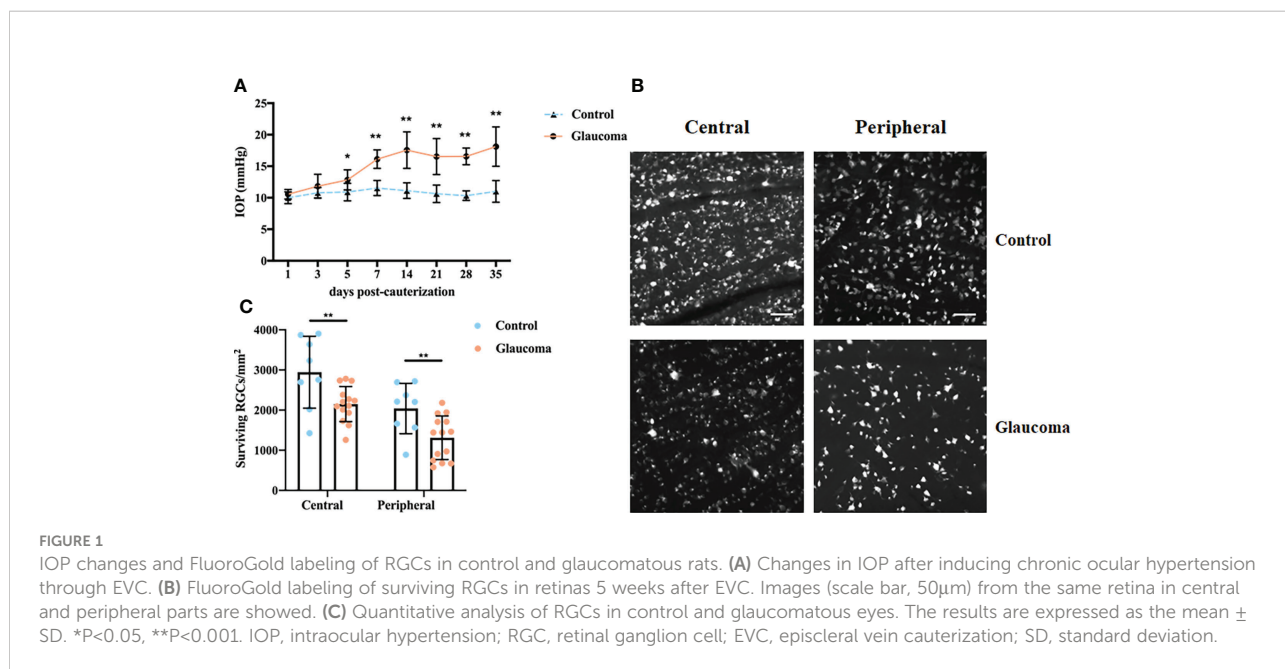 A
25
20
15
10
5
0
IOP (mmHg)
* ** ** ** ** **
Control
Glaucoma
1 3 5 7 14 21 28 35
days post-cauterization
B
Central Peripheral
Control
Glaucoma
C
4000
3000
2000
1000
0
Surviving RGCs/mm²
**
**
Control
Glaucoma
Central Peripheral
FIGURE 1
IOP changes and FluoroGold labeling of RGCs in control and glaucomatous rats. (A) Changes in IOP after inducing chronic ocular hypertension
through EVC. (B) FluoroGold labeling of surviving RGCs in retinas 5 weeks after EVC. Images (scale bar, 50μm) from the same retina in central
and peripheral parts are showed. (C) Quantitative analysis of RGCs in control and glaucomatous eyes. The results are expressed as the mean ±
SD. *P<0.05, **P<0.001. IOP, intraocular hypertension; RGC, retinal ganglion cell; EVC, episcleral vein cauterization; SD, standard deviation.